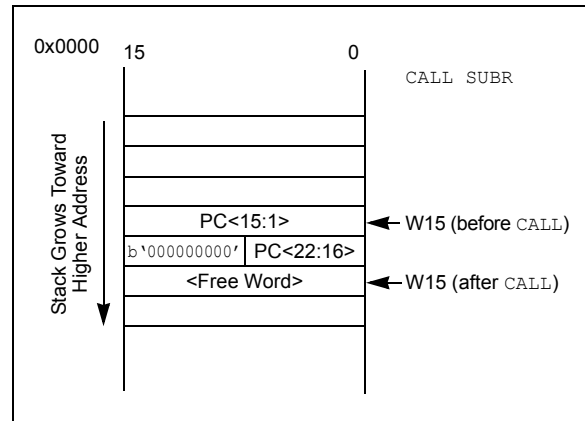 0x0000
15 0
CALL SUBR
Stack Grows Toward
Higher Address
PC<15:1>
W15 (before CALL)
b‘000000000’ PC<22:16>
<Free Word>
W15 (after CALL)